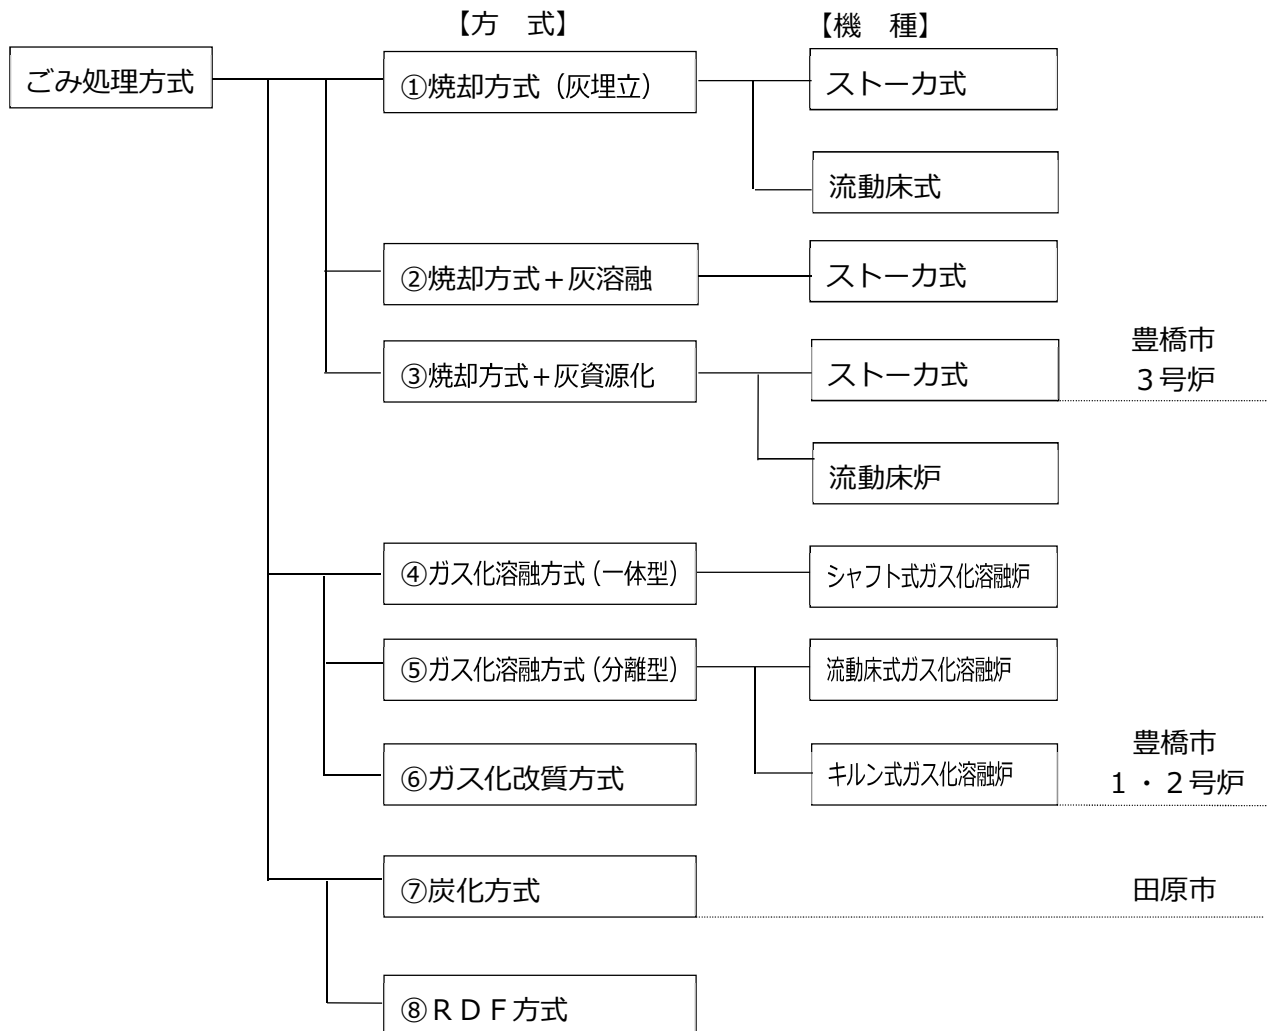 【方　式】
【機　種】
ごみ処理方式
①焼却方式（灰埋立）
ストーカ式
流動床式
②焼却方式＋灰溶融
ストーカ式
③焼却方式＋灰資源化
ストーカ式
豊橋市
３号炉
流動床炉
④ガス化溶融方式（一体型）
シャフト式ガス化溶融炉
⑤ガス化溶融方式（分離型）
流動床式ガス化溶融炉
⑥ガス化改質方式
キルン式ガス化溶融炉
豊橋市
１・２号炉
⑦炭化方式
田原市
⑧ＲＤＦ方式